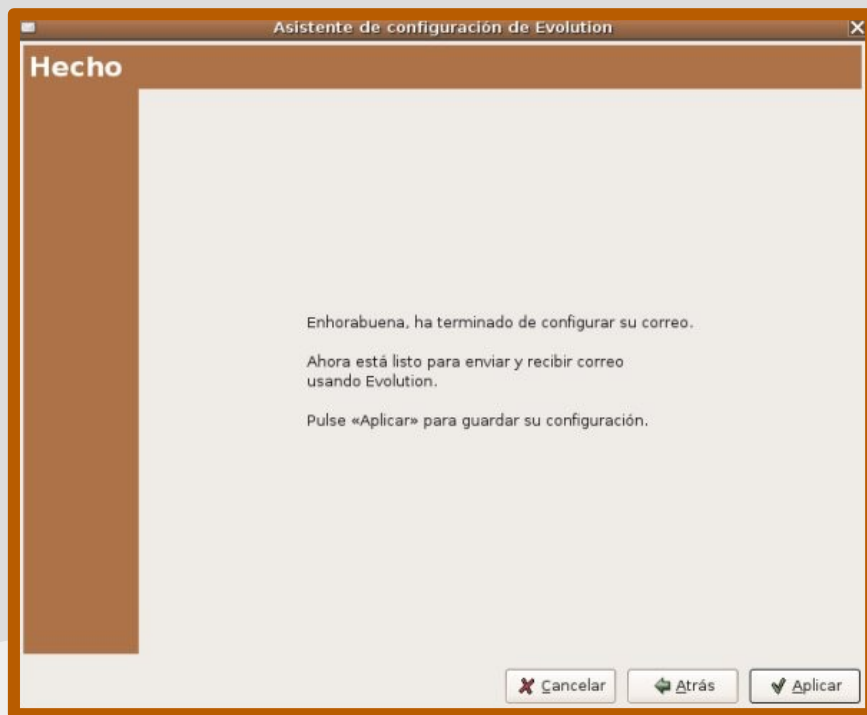 Asistente de configuración de Evolution
Hecho
Enhorabuena, ha terminado de configurar su correo.
Ahora está listo para enviar y recibir correo
usando Evolution.
Pulse «Aplicar» para guardar su configuración.
Cancelar
Atrás
Aplicar